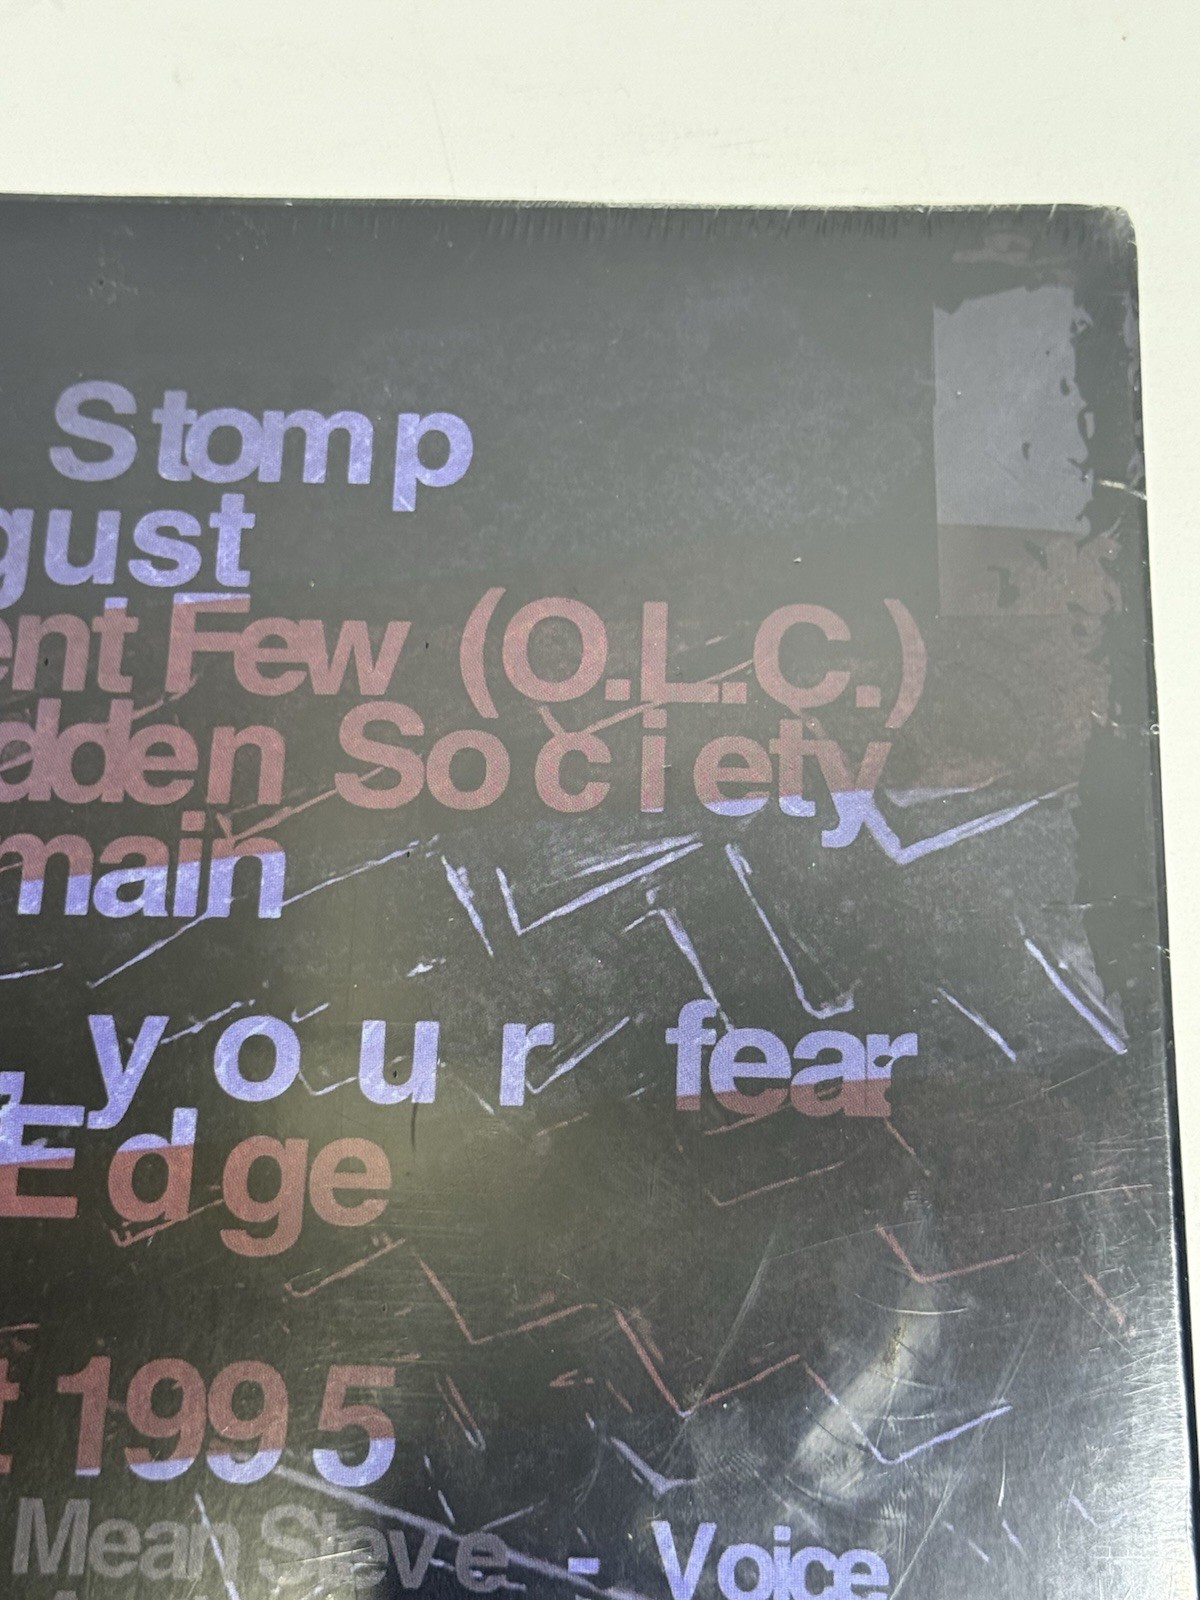 Stomp
gust
ent Few (O.L.C.)
dden Society
main
, your fear
Edge
t 1995
Mean Steve - Voice